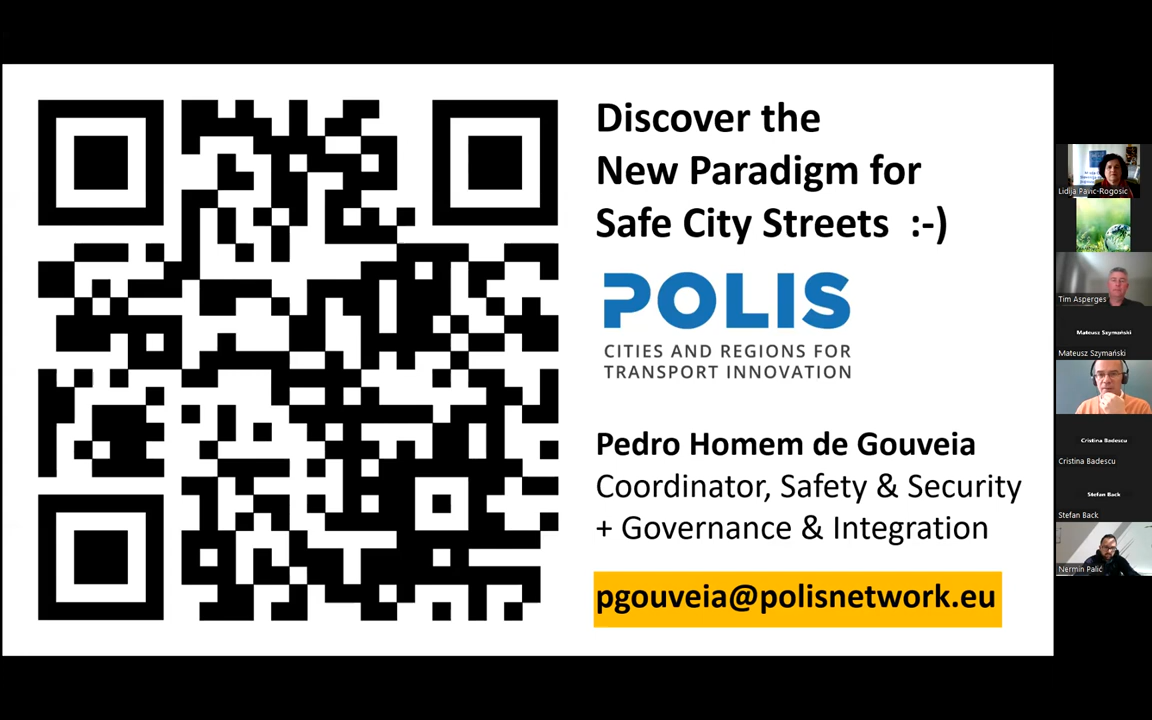 Discover the
New Paradigm for
Safe City Streets :-)
POLIS
CITIES AND REGIONS FOR
TRANSPORT INNOVATION
Pedro Homem de Gouveia
Coordinator, Safety & Security
+ Governance & Integration
pgouveia@polisnetwork.eu
Lidija Pavic-Rogosic
Tim Asperges
Mateusz Szymański
Mateusz Szymański
Cristina Badescu
Cristina Badescu
Stefan Back
Stefan Back
Nermin Palić